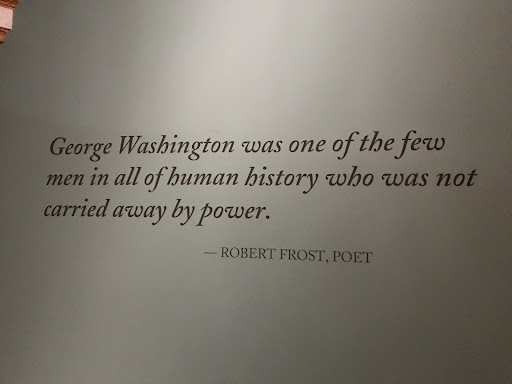 George Washington was one of the few
men in all of human history who was not
carried away by power.
— ROBERT FROST, POET